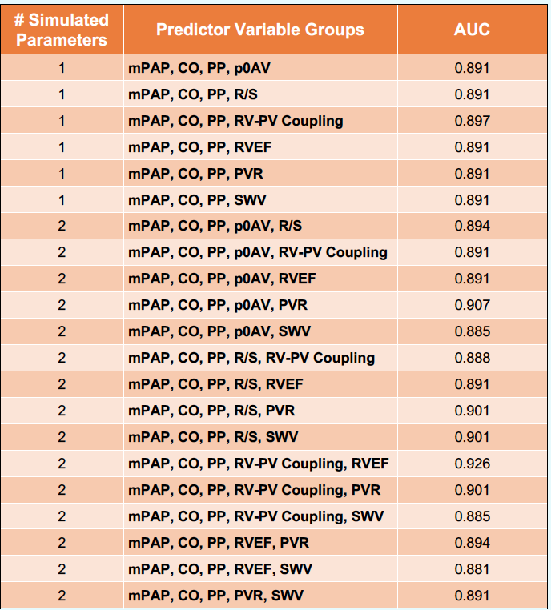 # Simulated Parameters Predictor Variable Groups AUC
1 mPAP, CO, PP, p0AV 0.891
1 mPAP, CO, PP, R/S 0.891
1 mPAP, CO, PP, RV-PV Coupling 0.897
1 mPAP, CO, PP, RVEF 0.891
1 mPAP, CO, PP, PVR 0.891
1 mPAP, CO, PP, SWV 0.891
2 mPAP, CO, PP, p0AV, R/S 0.894
2 mPAP, CO, PP, p0AV, RV-PV Coupling 0.891
2 mPAP, CO, PP, p0AV, RVEF 0.891
2 mPAP, CO, PP, p0AV, PVR 0.907
2 mPAP, CO, PP, p0AV, SWV 0.885
2 mPAP, CO, PP, R/S, RV-PV Coupling 0.888
2 mPAP, CO, PP, R/S, RVEF 0.891
2 mPAP, CO, PP, R/S, PVR 0.901
2 mPAP, CO, PP, R/S, SWV 0.901
2 mPAP, CO, PP, RV-PV Coupling, RVEF 0.926
2 mPAP, CO, PP, RV-PV Coupling, PVR 0.901
2 mPAP, CO, PP, RV-PV Coupling, SWV 0.885
2 mPAP, CO, PP, RVEF, PVR 0.894
2 mPAP, CO, PP, RVEF, SWV 0.881
2 mPAP, CO, PP, PVR, SWV 0.891